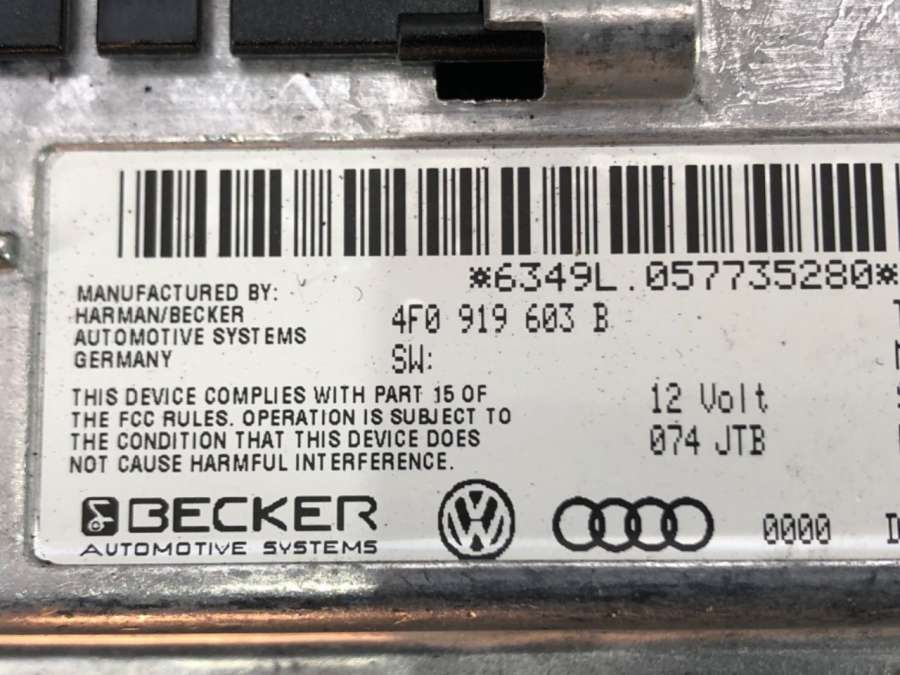 *6349L.057735280*
MANUFACTURED BY:
HARMAN/BECKER
AUTOMOTIVE SYSTEMS
GERMANY
4F0 919 603 B
SW:
THIS DEVICE COMPLIES WITH PART 15 OF
THE FCC RULES. OPERATION IS SUBJECT TO
THE CONDITION THAT THIS DEVICE DOES
NOT CAUSE HARMFUL INTERFERENCE.
12 Volt
074 JTB
BECKER
AUTOMOTIVE SYSTEMS
VW
0000